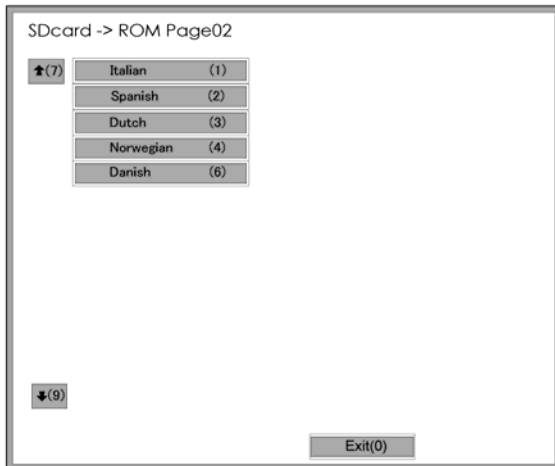 SDcard -> ROM Page02
⬆(7)
Italian (1)
Spanish (2)
Dutch (3)
Norwegian (4)
Danish (6)
⬇(9)
Exit(0)